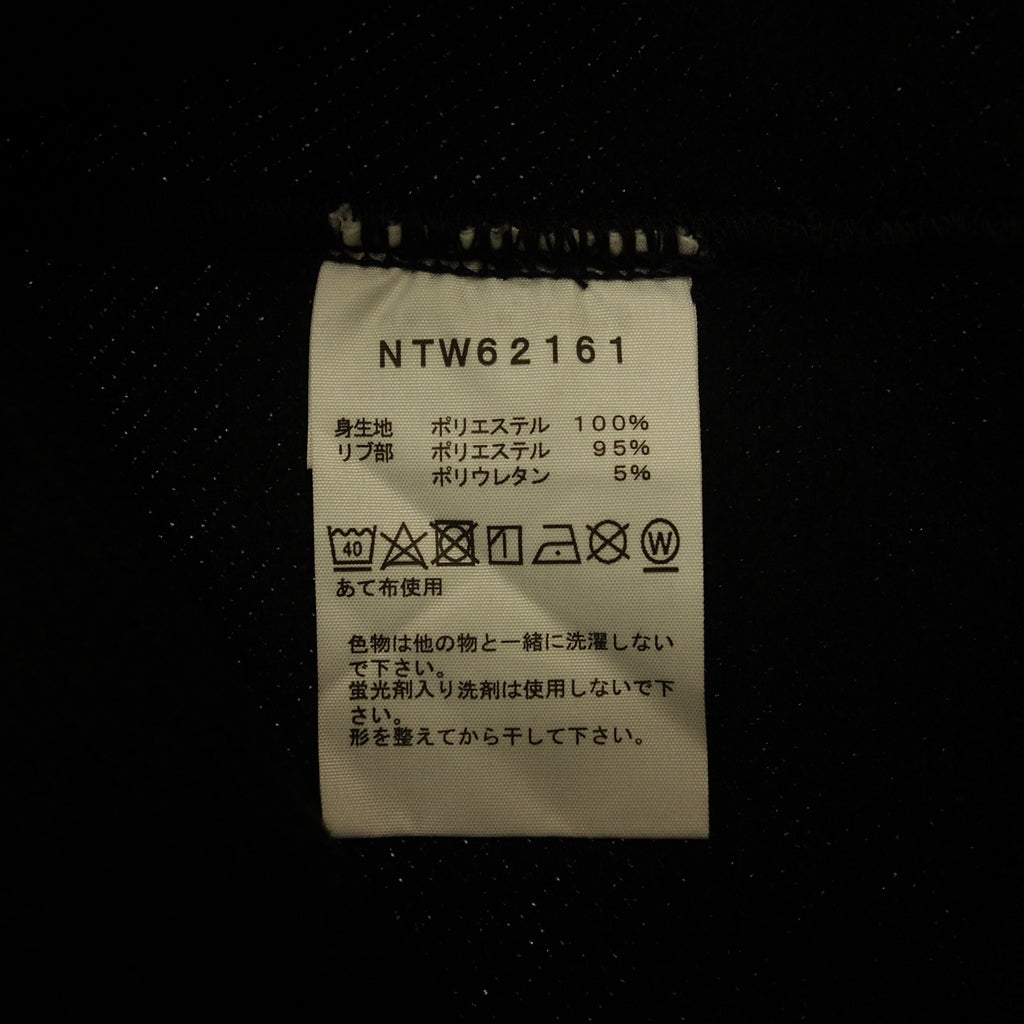 NTW62161
身生地 ポリエステル 100%
リブ部 ポリエステル 95%
ポリウレタン 5%
40 W
あて布使用
色物は他の物と一緒に洗濯しない
で下さい。
蛍光剤入り洗剤は使用しないで下
さい。
形を整えてから干して下さい。